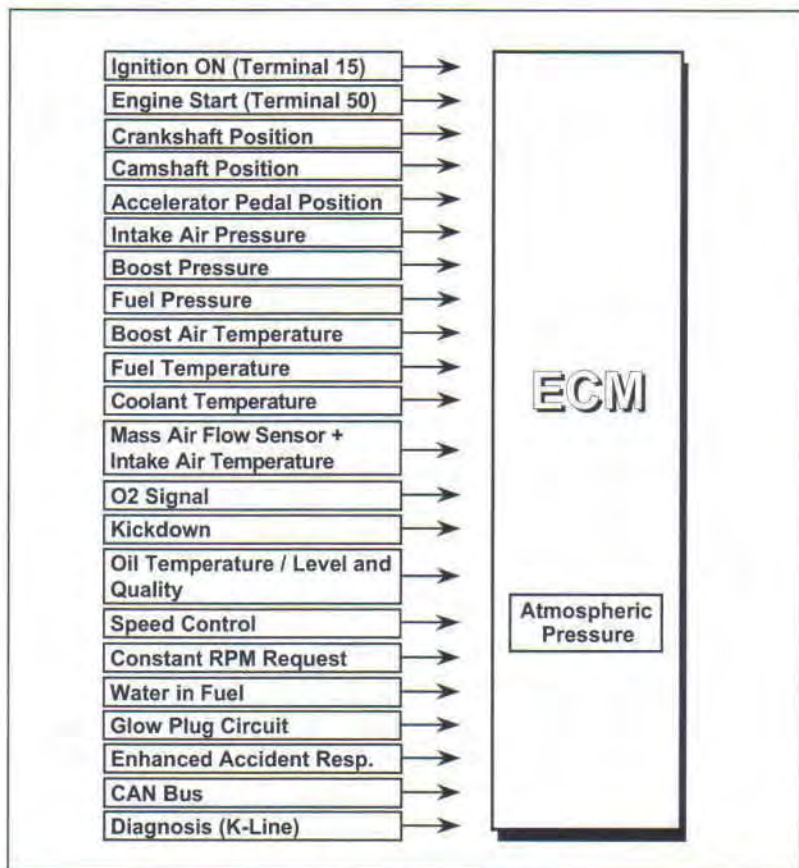 Ignition ON (Terminal 15)
Engine Start (Terminal 50)
Crankshaft Position
Camshaft Position
Accelerator Pedal Position
Intake Air Pressure
Boost Pressure
Fuel Pressure
Boost Air Temperature
Fuel Temperature
Coolant Temperature
Mass Air Flow Sensor +
Intake Air Temperature
O2 Signal
Kickdown
Oil Temperature / Level and
Quality
Speed Control
Constant RPM Request
Water in Fuel
Glow Plug Circuit
Enhanced Accident Resp.
CAN Bus
Diagnosis (K-Line)
ECM
Atmospheric
Pressure